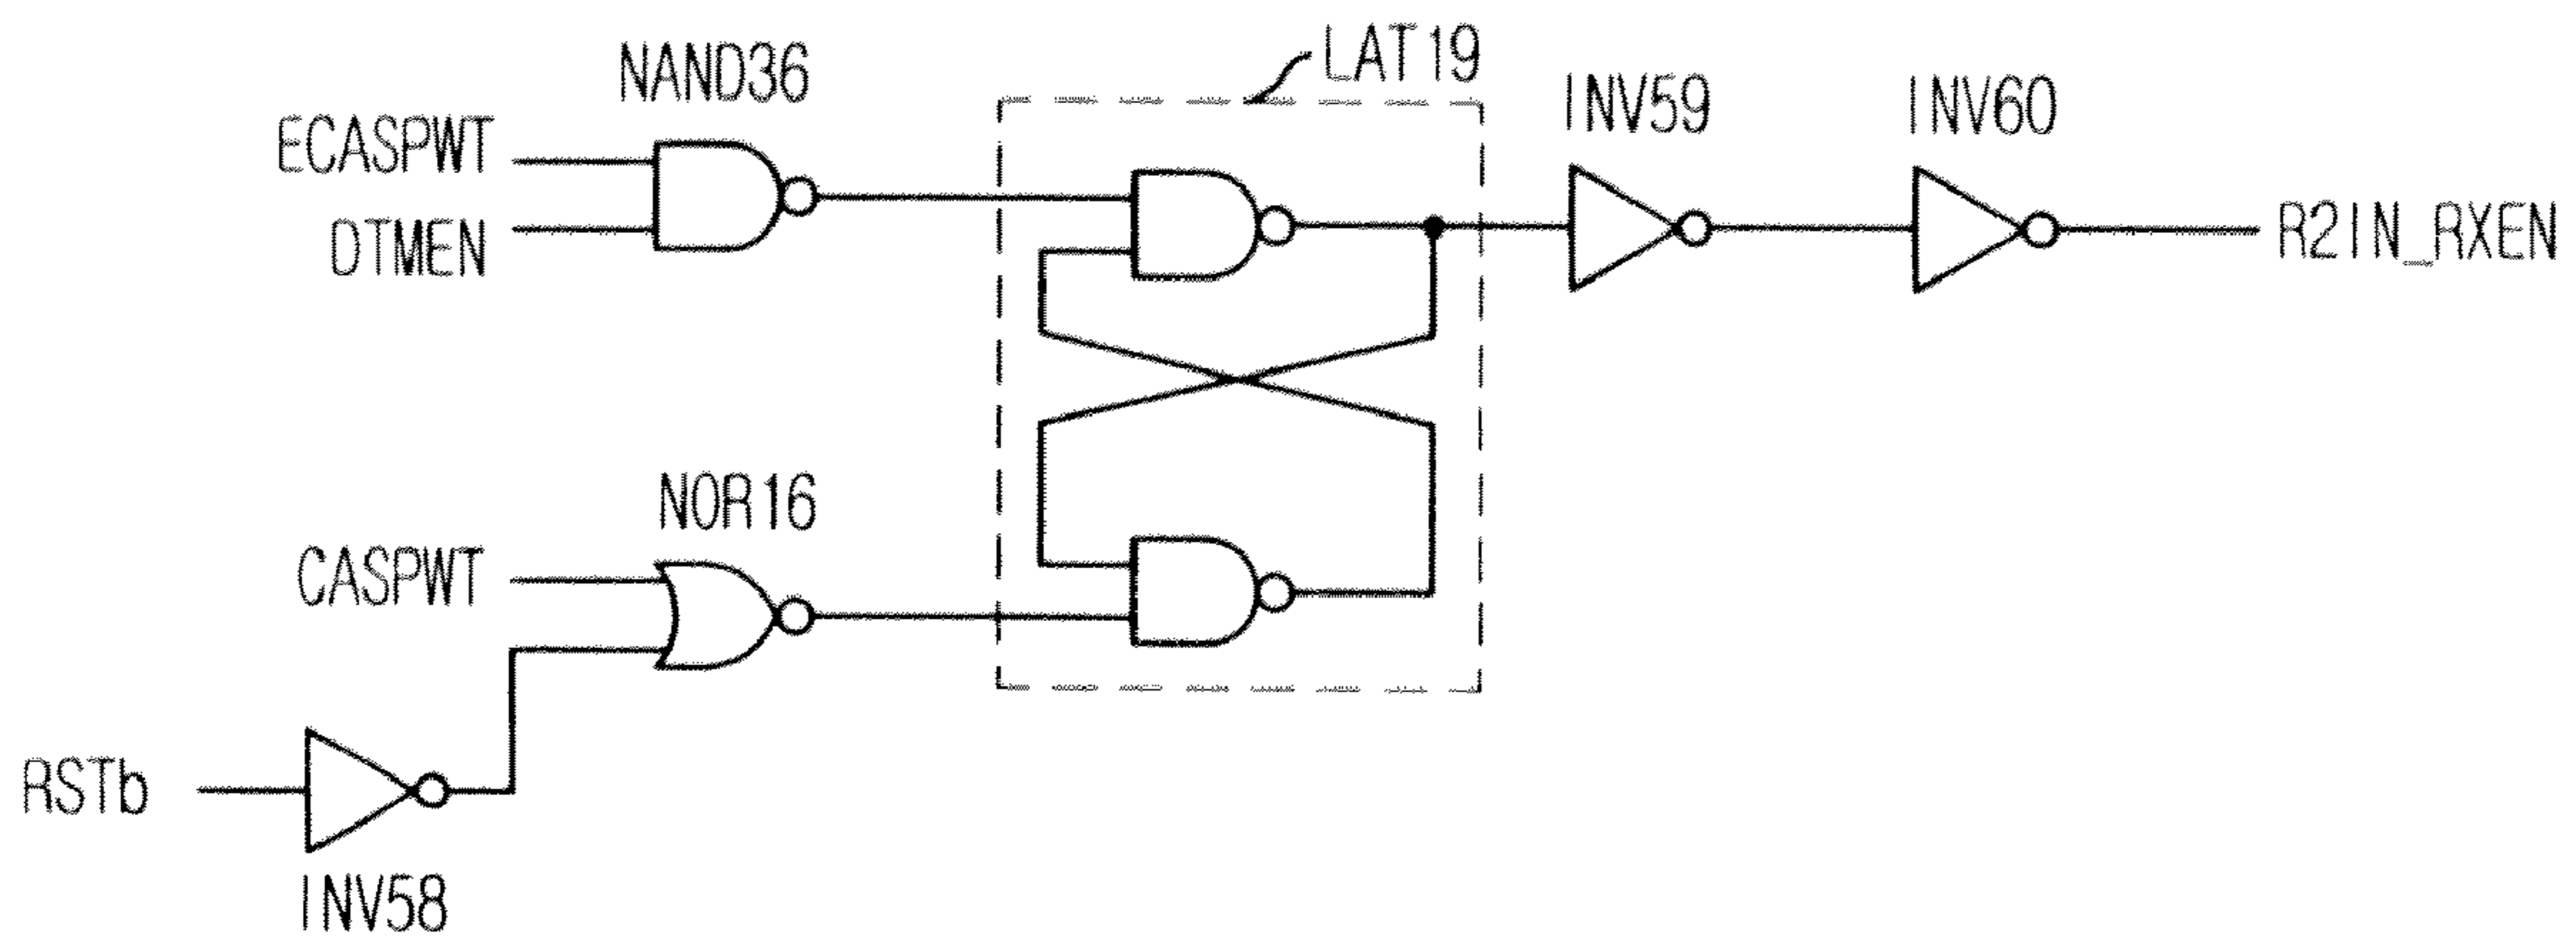 LAT19
NAND36
INV59
INV60
ECASPWT
DTMEN
R2IN_RXEN
NOR16
CASPWT
RSTb
INV58